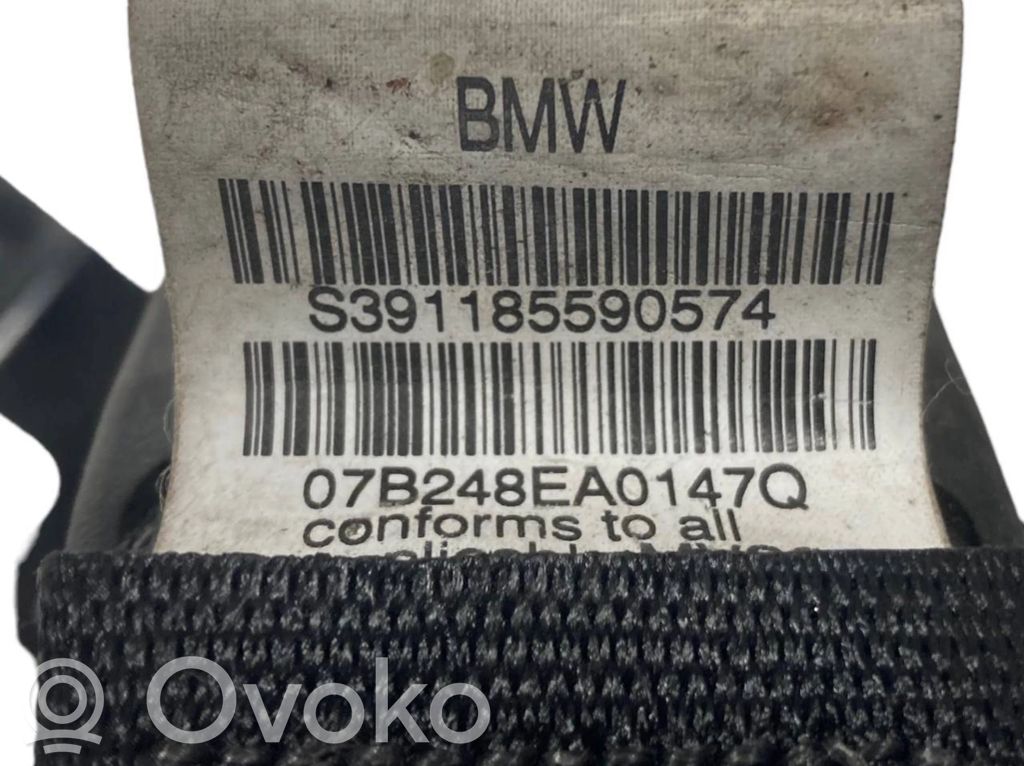 BMW
S391185590574
07B248EA0147Q
conforms to all
Ovoko